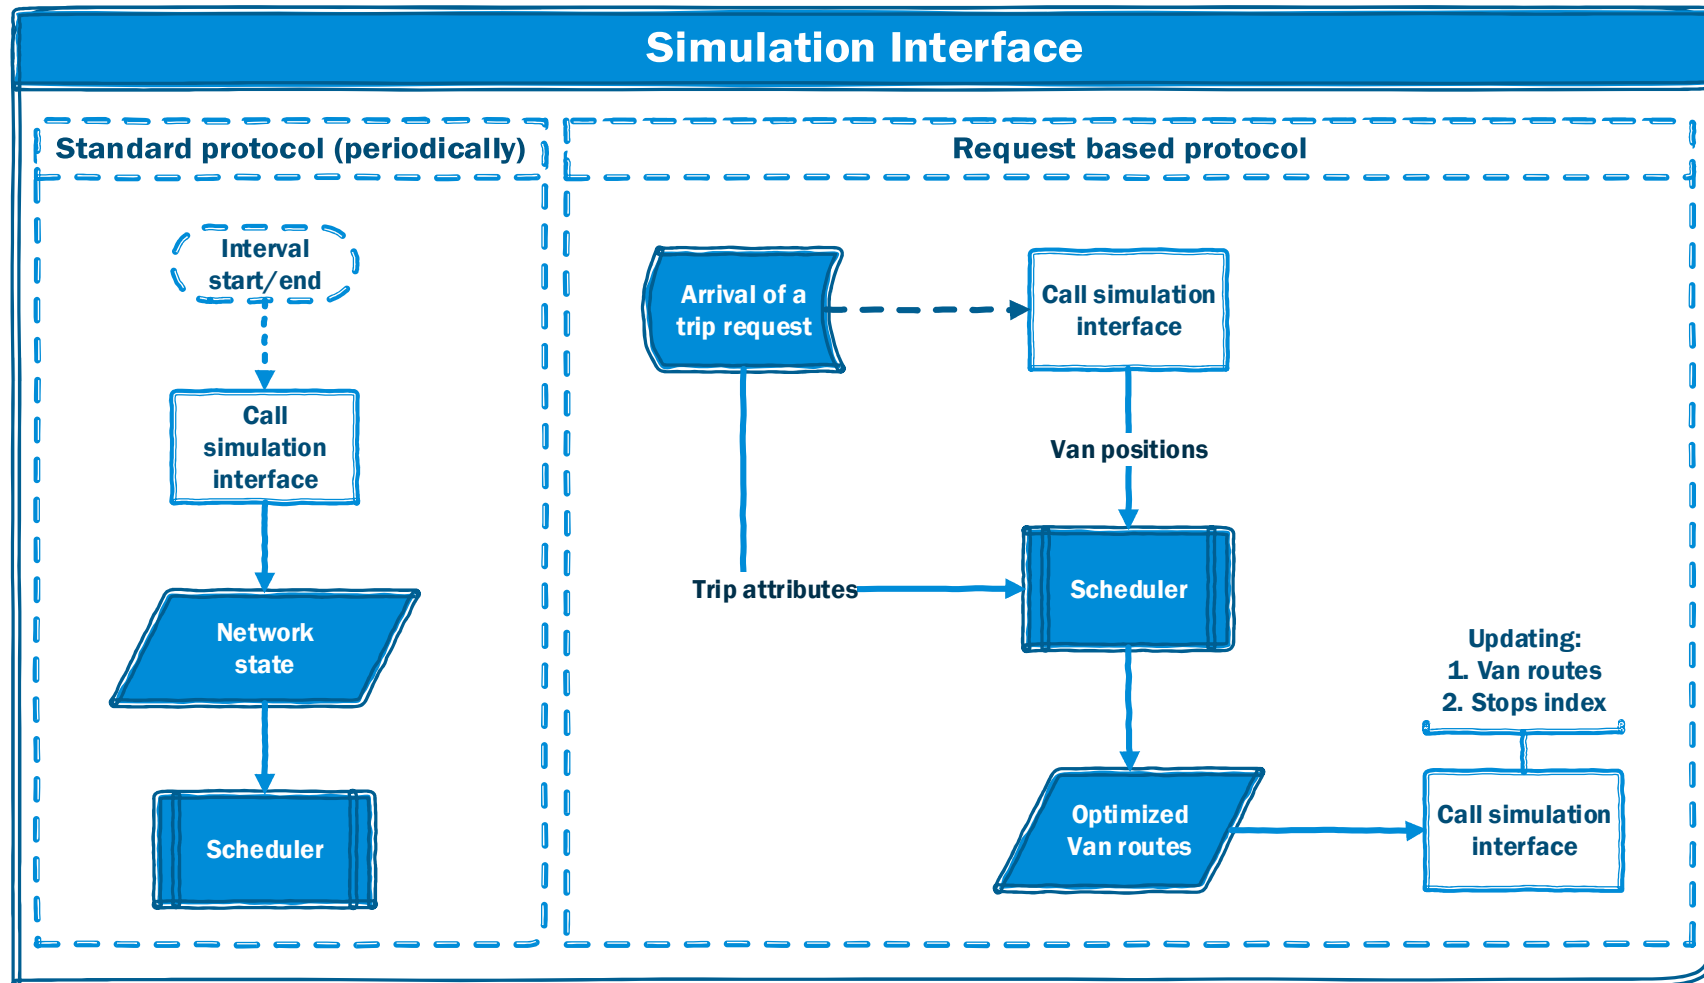 Simulation Interface
Standard protocol (periodically)
Interval
start/end
Call
simulation
interface
Network
state
Scheduler
Request based protocol
Arrival of a
trip request
Call simulation
interface
Van positions
Trip attributes
Scheduler
Optimized
Van routes
Updating:
1. Van routes
2. Stops index
Call simulation
interface